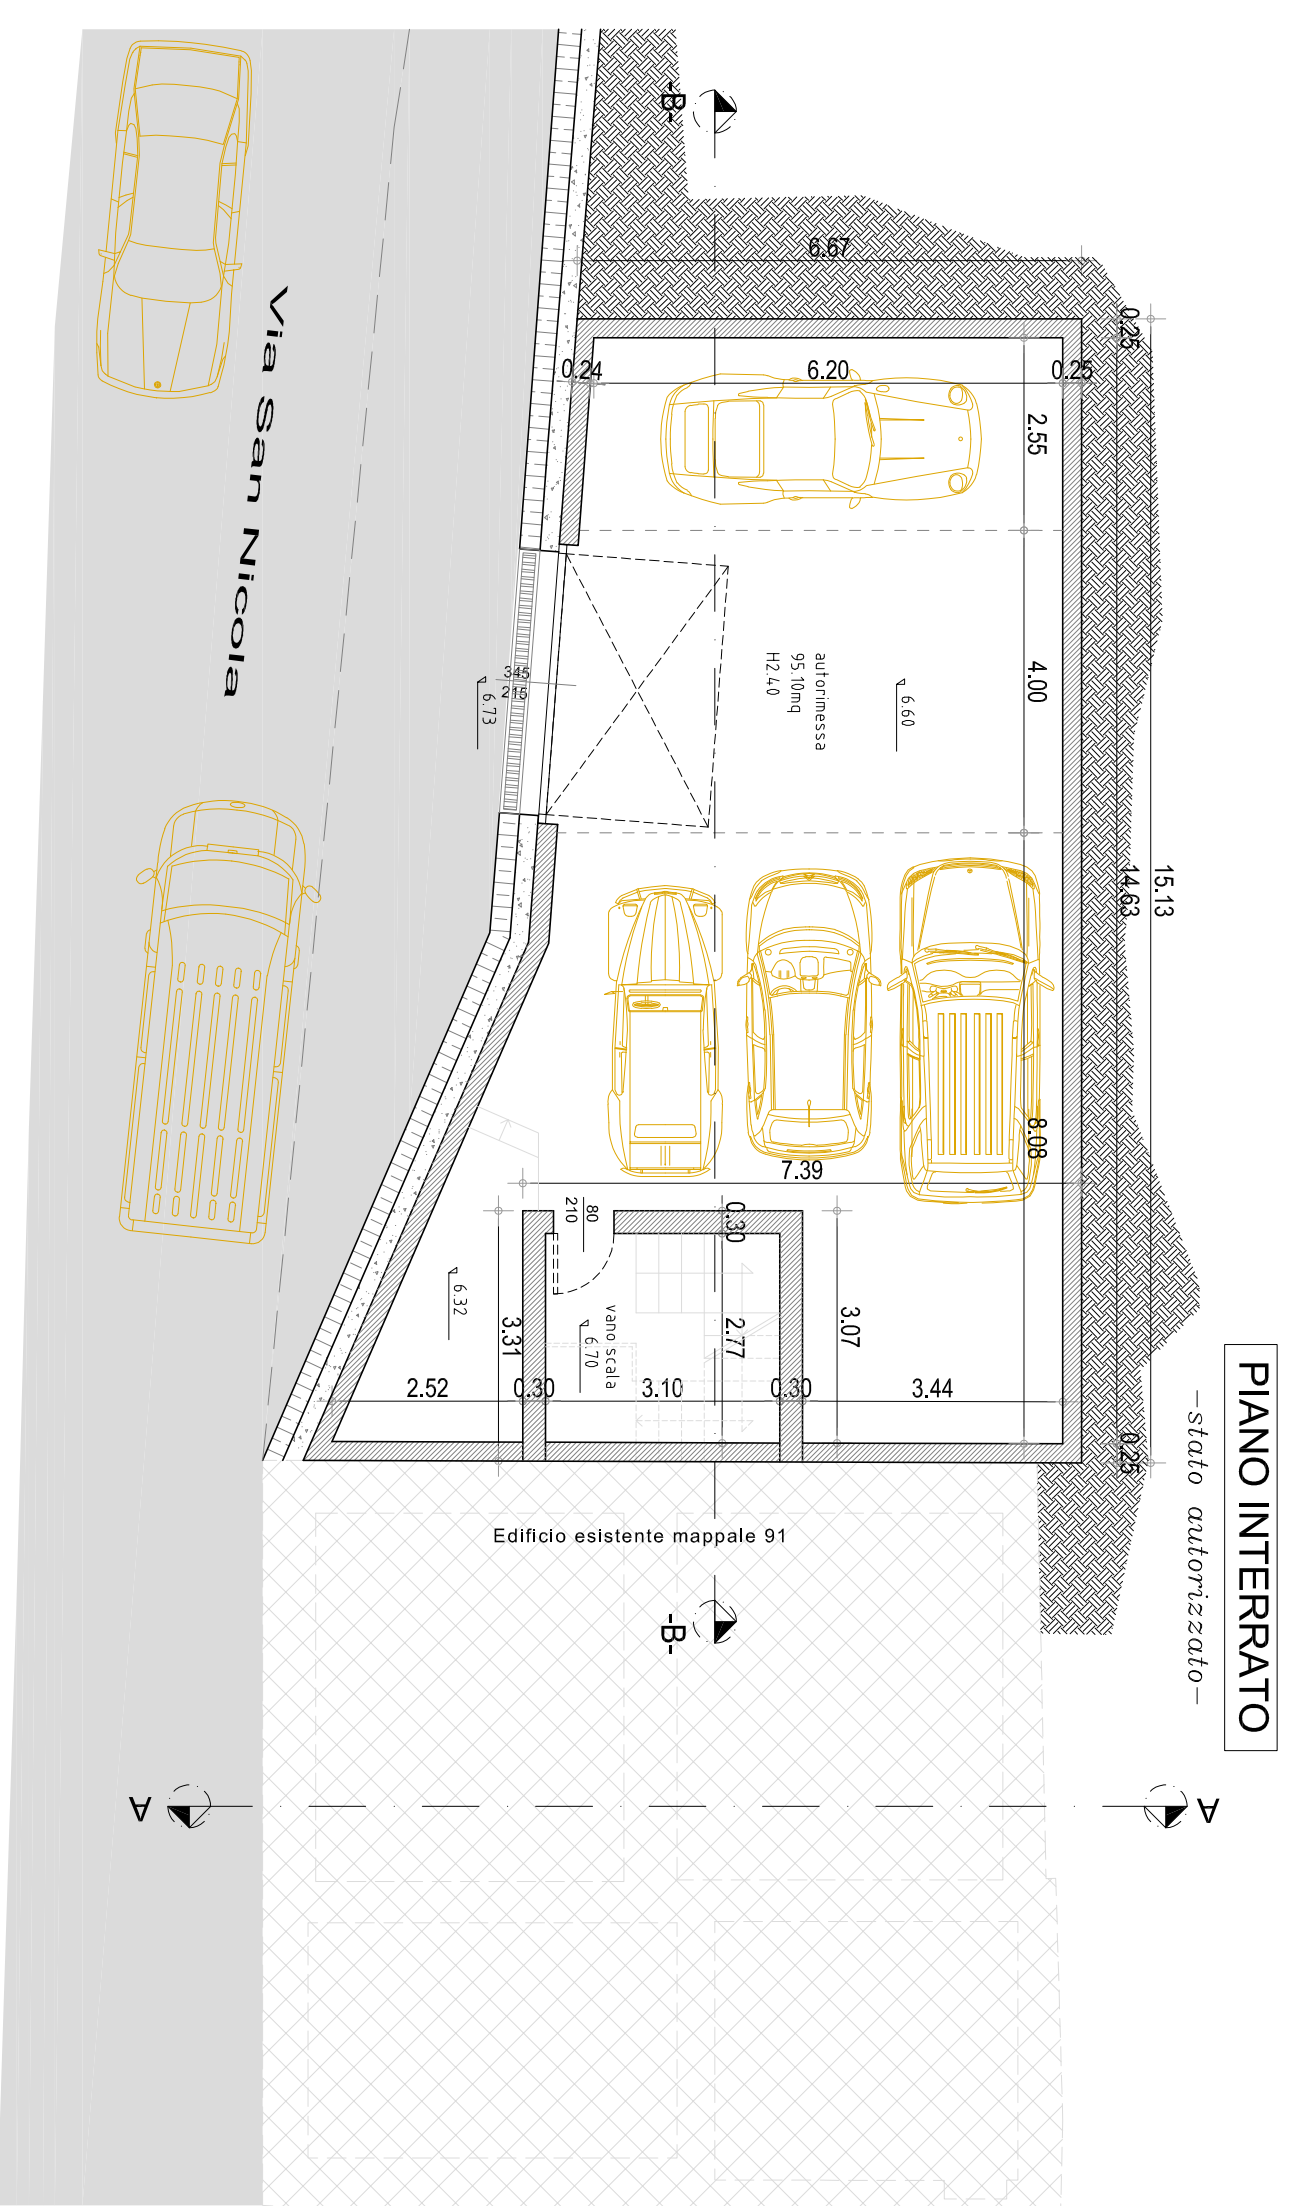 PIANO INTERRATO
-stato autorizzato-
-B-
6.67
0.25
0.24
6.20
0.25
2.55
Via San Nicola
4.00
autorimessa
95.10mq
H2.40
6.60
345
215
6.73
15.13
14.63
8.08
7.39
80
210
0.30
6.32
3.31
vano scala
6.70
2.77
3.07
2.52
0.30
3.10
0.30
3.44
0.25
Edificio esistente mappale 91
-B-
A
A